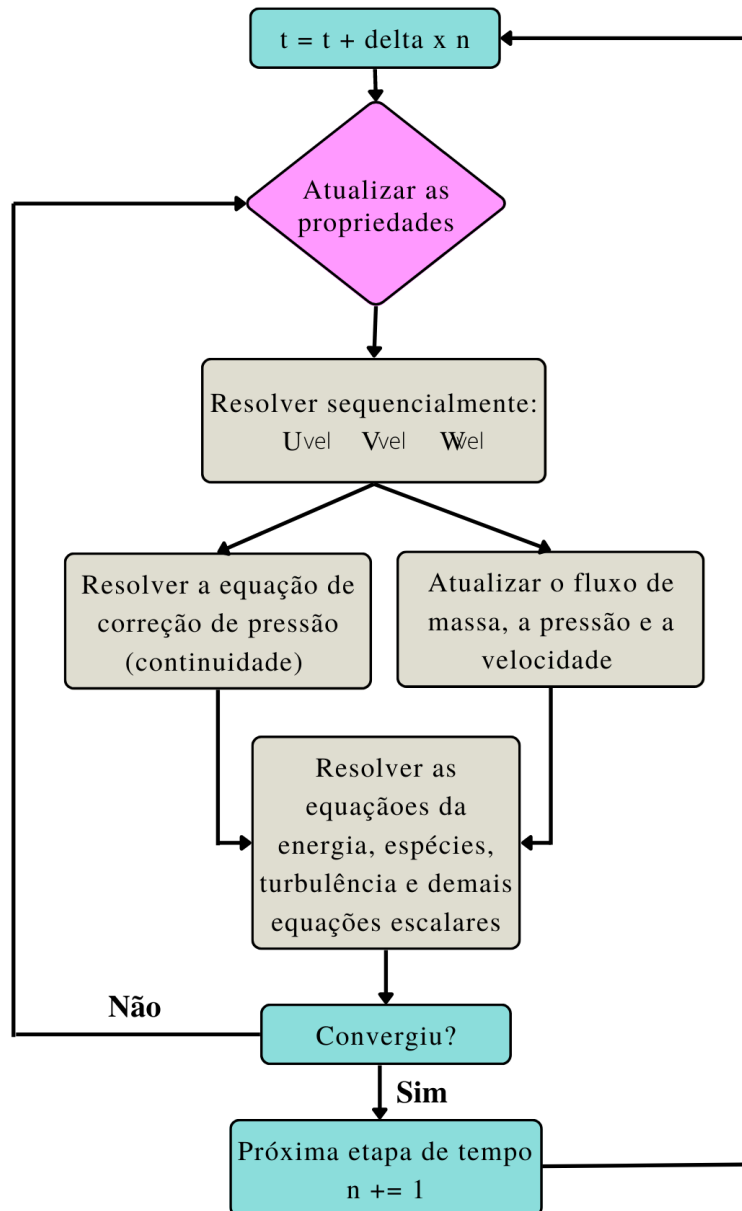 t = t + delta x n
Atualizar as
propriedades
Resolver sequencialmente:
Uvel Vvel Wvel
Resolver a equação de
correção de pressão
(continuidade)
Atualizar o fluxo de
massa, a pressão e a
velocidade
Resolver as
equaçãoes da
energia, espécies,
turbulência e demais
equações escalares
Não
Convergiu?
Sim
Próxima etapa de tempo
n += 1